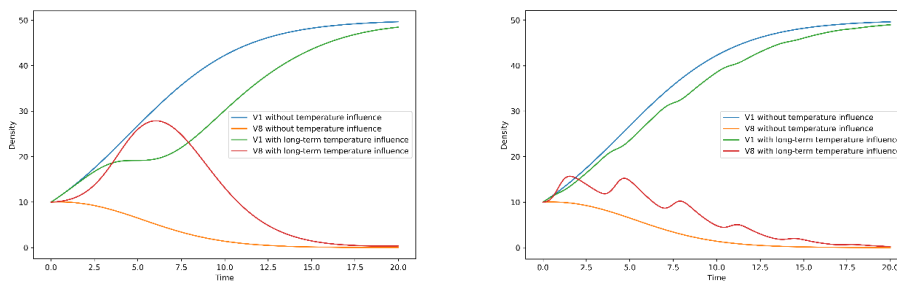 50
40
30
20
10
0
Density
V1 without temperature influence
V8 without temperature influence
V1 with long-term temperature influence
V8 with long-term temperature influence
0.0 2.5 5.0 7.5 10.0 12.5 15.0 17.5 20.0
Time
50
40
30
20
10
0
Density
V1 without temperature influence
V8 without temperature influence
V1 with long-term temperature influence
V8 with long-term temperature influence
0.0 2.5 5.0 7.5 10.0 12.5 15.0 17.5 20.0
Time